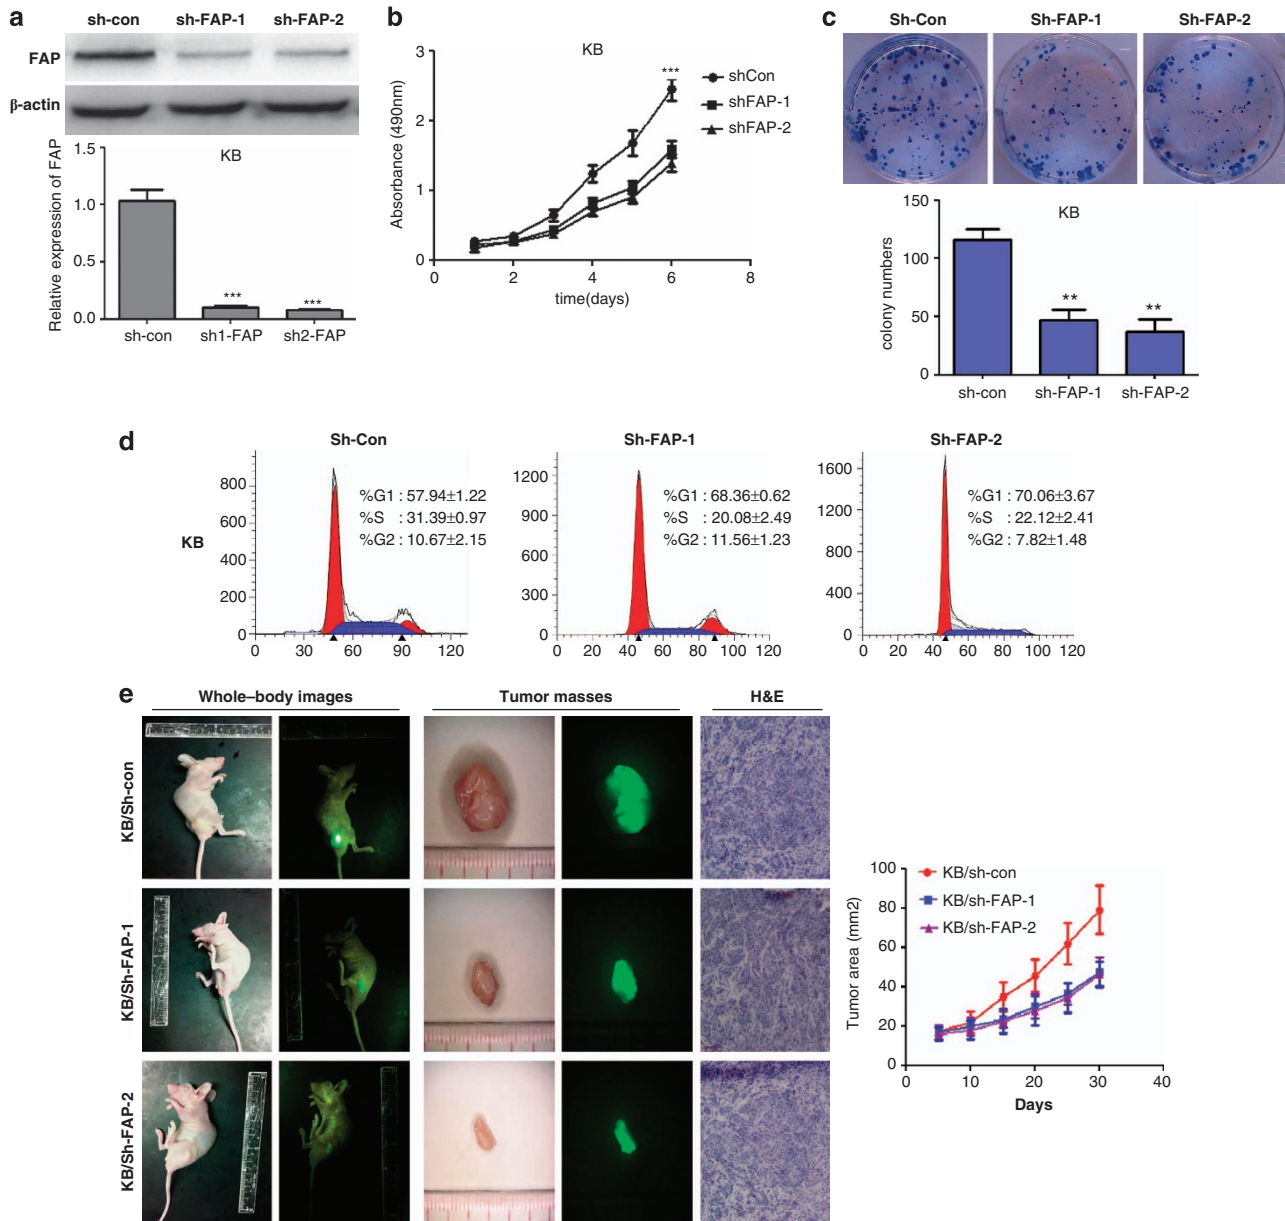 a
sh-con sh-FAP-1 sh-FAP-2
FAP
β-actin
KB
Relative expression of FAP
1.5
1.0
0.5
0.0
***
***
sh-con sh1-FAP sh2-FAP
b
KB
Absorbance (490nm)
3
2
1
0
***
shCon
shFAP-1
shFAP-2
0 2 4 6 8
time(days)
c
Sh-Con Sh-FAP-1 Sh-FAP-2
KB
colony numbers
150
100
50
0
**
**
sh-con sh-FAP-1 sh-FAP-2
d
KB
Sh-Con
800
600
400
200
0
%G1 : 57.94±1.22
%S : 31.39±0.97
%G2 : 10.67±2.15
0 30 60 90 120
Sh-FAP-1
1200
900
600
300
0
%G1 : 68.36±0.62
%S : 20.08±2.49
%G2 : 11.56±1.23
0 20 40 60 80 100 120
Sh-FAP-2
1600
1200
800
400
0
%G1 : 70.06±3.67
%S : 22.12±2.41
%G2 : 7.82±1.48
0 20 40 60 80 100 120
e
Whole–body images Tumor masses H&E
KB/Sh-con
KB/Sh-FAP-1
KB/Sh-FAP-2
Tumor area (mm2)
100
80
60
40
20
0
KB/sh-con
KB/sh-FAP-1
KB/sh-FAP-2
0 10 20 30 40
Days